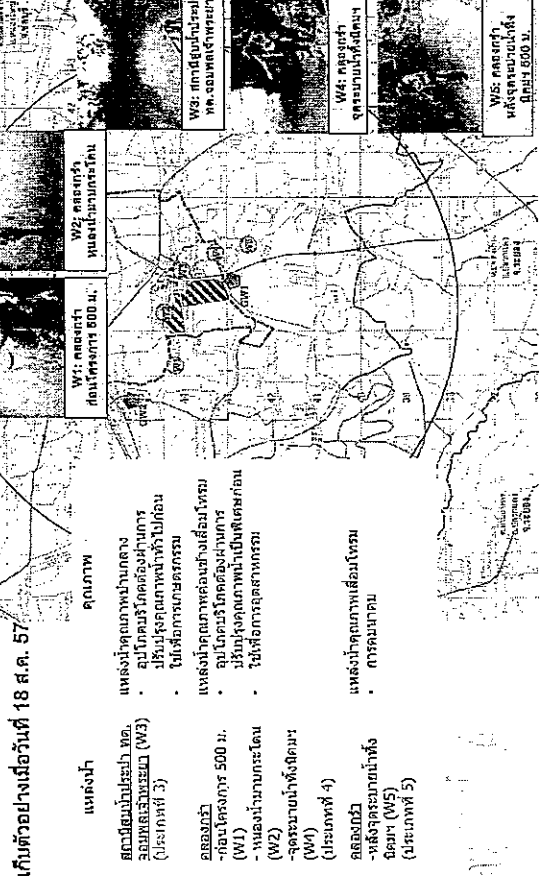 เก็บตัวอย่างเมื่อวันที่ 18 ส.ค. 57
แหล่งน้ำ
คุณภาพ
สถานีสูบน้ำประปา ทต.
จอมพลเจ้าพระยา (W3)
(ประเภทที่ 3)
แหล่งน้ำคุณภาพปานกลาง
• อุปโภคบริโภคต้องผ่านการ
ปรับปรุงคุณภาพน้ำทั่วไปก่อน
• ใช้เพื่อการเกษตรกรรม
คลองกรำ
-ก่อนโครงการ 500 ม.
(W1)
- หนองน้ำมาบกระโดน
(W2)
-จุดระบายน้ำทิ้งนิคมฯ
(W4)
(ประเภทที่ 4)
แหล่งน้ำคุณภาพค่อนข้างเสื่อมโทรม
• อุปโภคบริโภคต้องผ่านการ
ปรับปรุงคุณภาพน้ำเป็นพิเศษก่อน
• ใช้เพื่อการอุตสาหกรรม
คลองกรำ
-หลังจุดระบายน้ำทิ้ง
นิคมฯ (W5)
(ประเภทที่ 5)
แหล่งน้ำคุณภาพเสื่อมโทรม
• การคมนาคม
W1: คลองกรำ
ก่อนโครงการ 500 ม.
W2: คลองกรำ
หนองน้ำมาบกระโดน
W3: สถานีสูบน้ำประปา
ทต.จอมพลเจ้าพระยา
W4: คลองกรำ
จุดระบายน้ำทิ้งนิคมฯ
W5: คลองกรำ
หลังจุดระบายน้ำทิ้ง
นิคมฯ 500 ม.
GW2
GW1